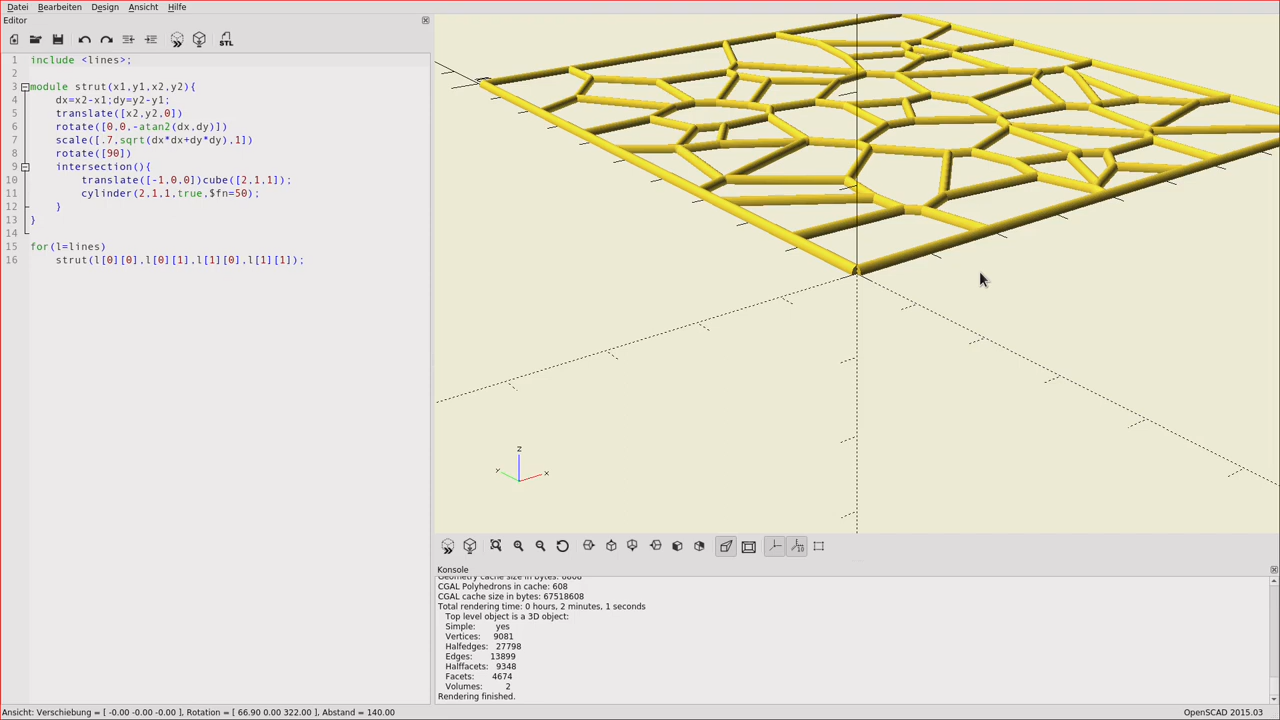 Datei Bearbeiten Design Ansicht Hilfe
Editor
1 include <lines>;
2
3 module strut(x1,y1,x2,y2){
4 dx=x2-x1;dy=y2-y1;
5 translate([x2,y2,0])
6 rotate([0,0,-atan2(dx,dy)])
7 scale([.7,sqrt(dx*dx+dy*dy),1])
8 rotate([90])
9 intersection(){
10 translate([-1,0,0])cube([2,1,1]);
11 cylinder(2,1,1,true,$fn=50);
12 }
13 }
14
15 for(l=lines)
16 strut(l[0][0],l[0][1],l[1][0],l[1][1]);
Z
Y
X
Konsole
Geometry cache size in bytes: 8808
CGAL Polyhedrons in cache: 608
CGAL cache size in bytes: 67518608
Total rendering time: 0 hours, 2 minutes, 1 seconds
Top level object is a 3D object:
Simple: yes
Vertices: 9081
Halfedges: 27798
Edges: 13899
Halffacets: 9348
Facets: 4674
Volumes: 2
Rendering finished.
Ansicht: Verschiebung = [ -0.00 -0.00 -0.00 ], Rotation = [ 66.90 0.00 322.00 ], Abstand = 140.00
OpenSCAD 2015.03